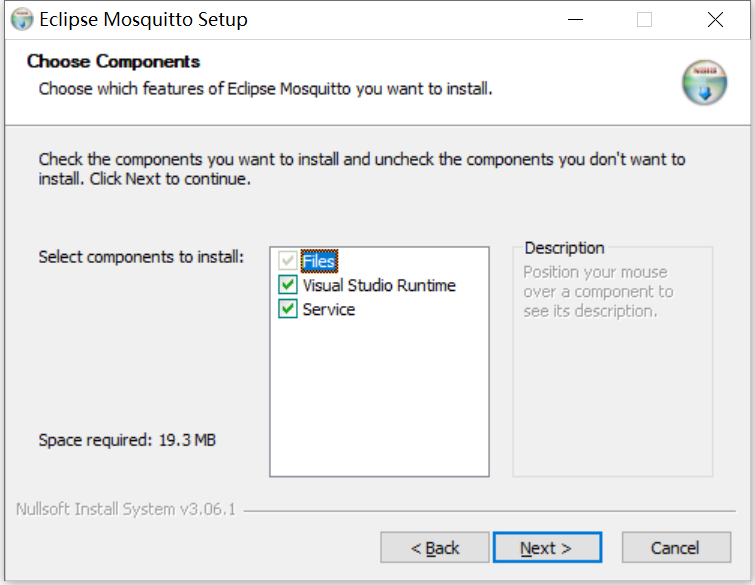 Eclipse Mosquitto Setup
Choose Components
Choose which features of Eclipse Mosquitto you want to install.
Check the components you want to install and uncheck the components you don't want to
install. Click Next to continue.
Select components to install:
Files
Visual Studio Runtime
Service
Description
Position your mouse
over a component to
see its description.
Space required: 19.3 MB
Nullsoft Install System v3.06.1
< Back
Next >
Cancel